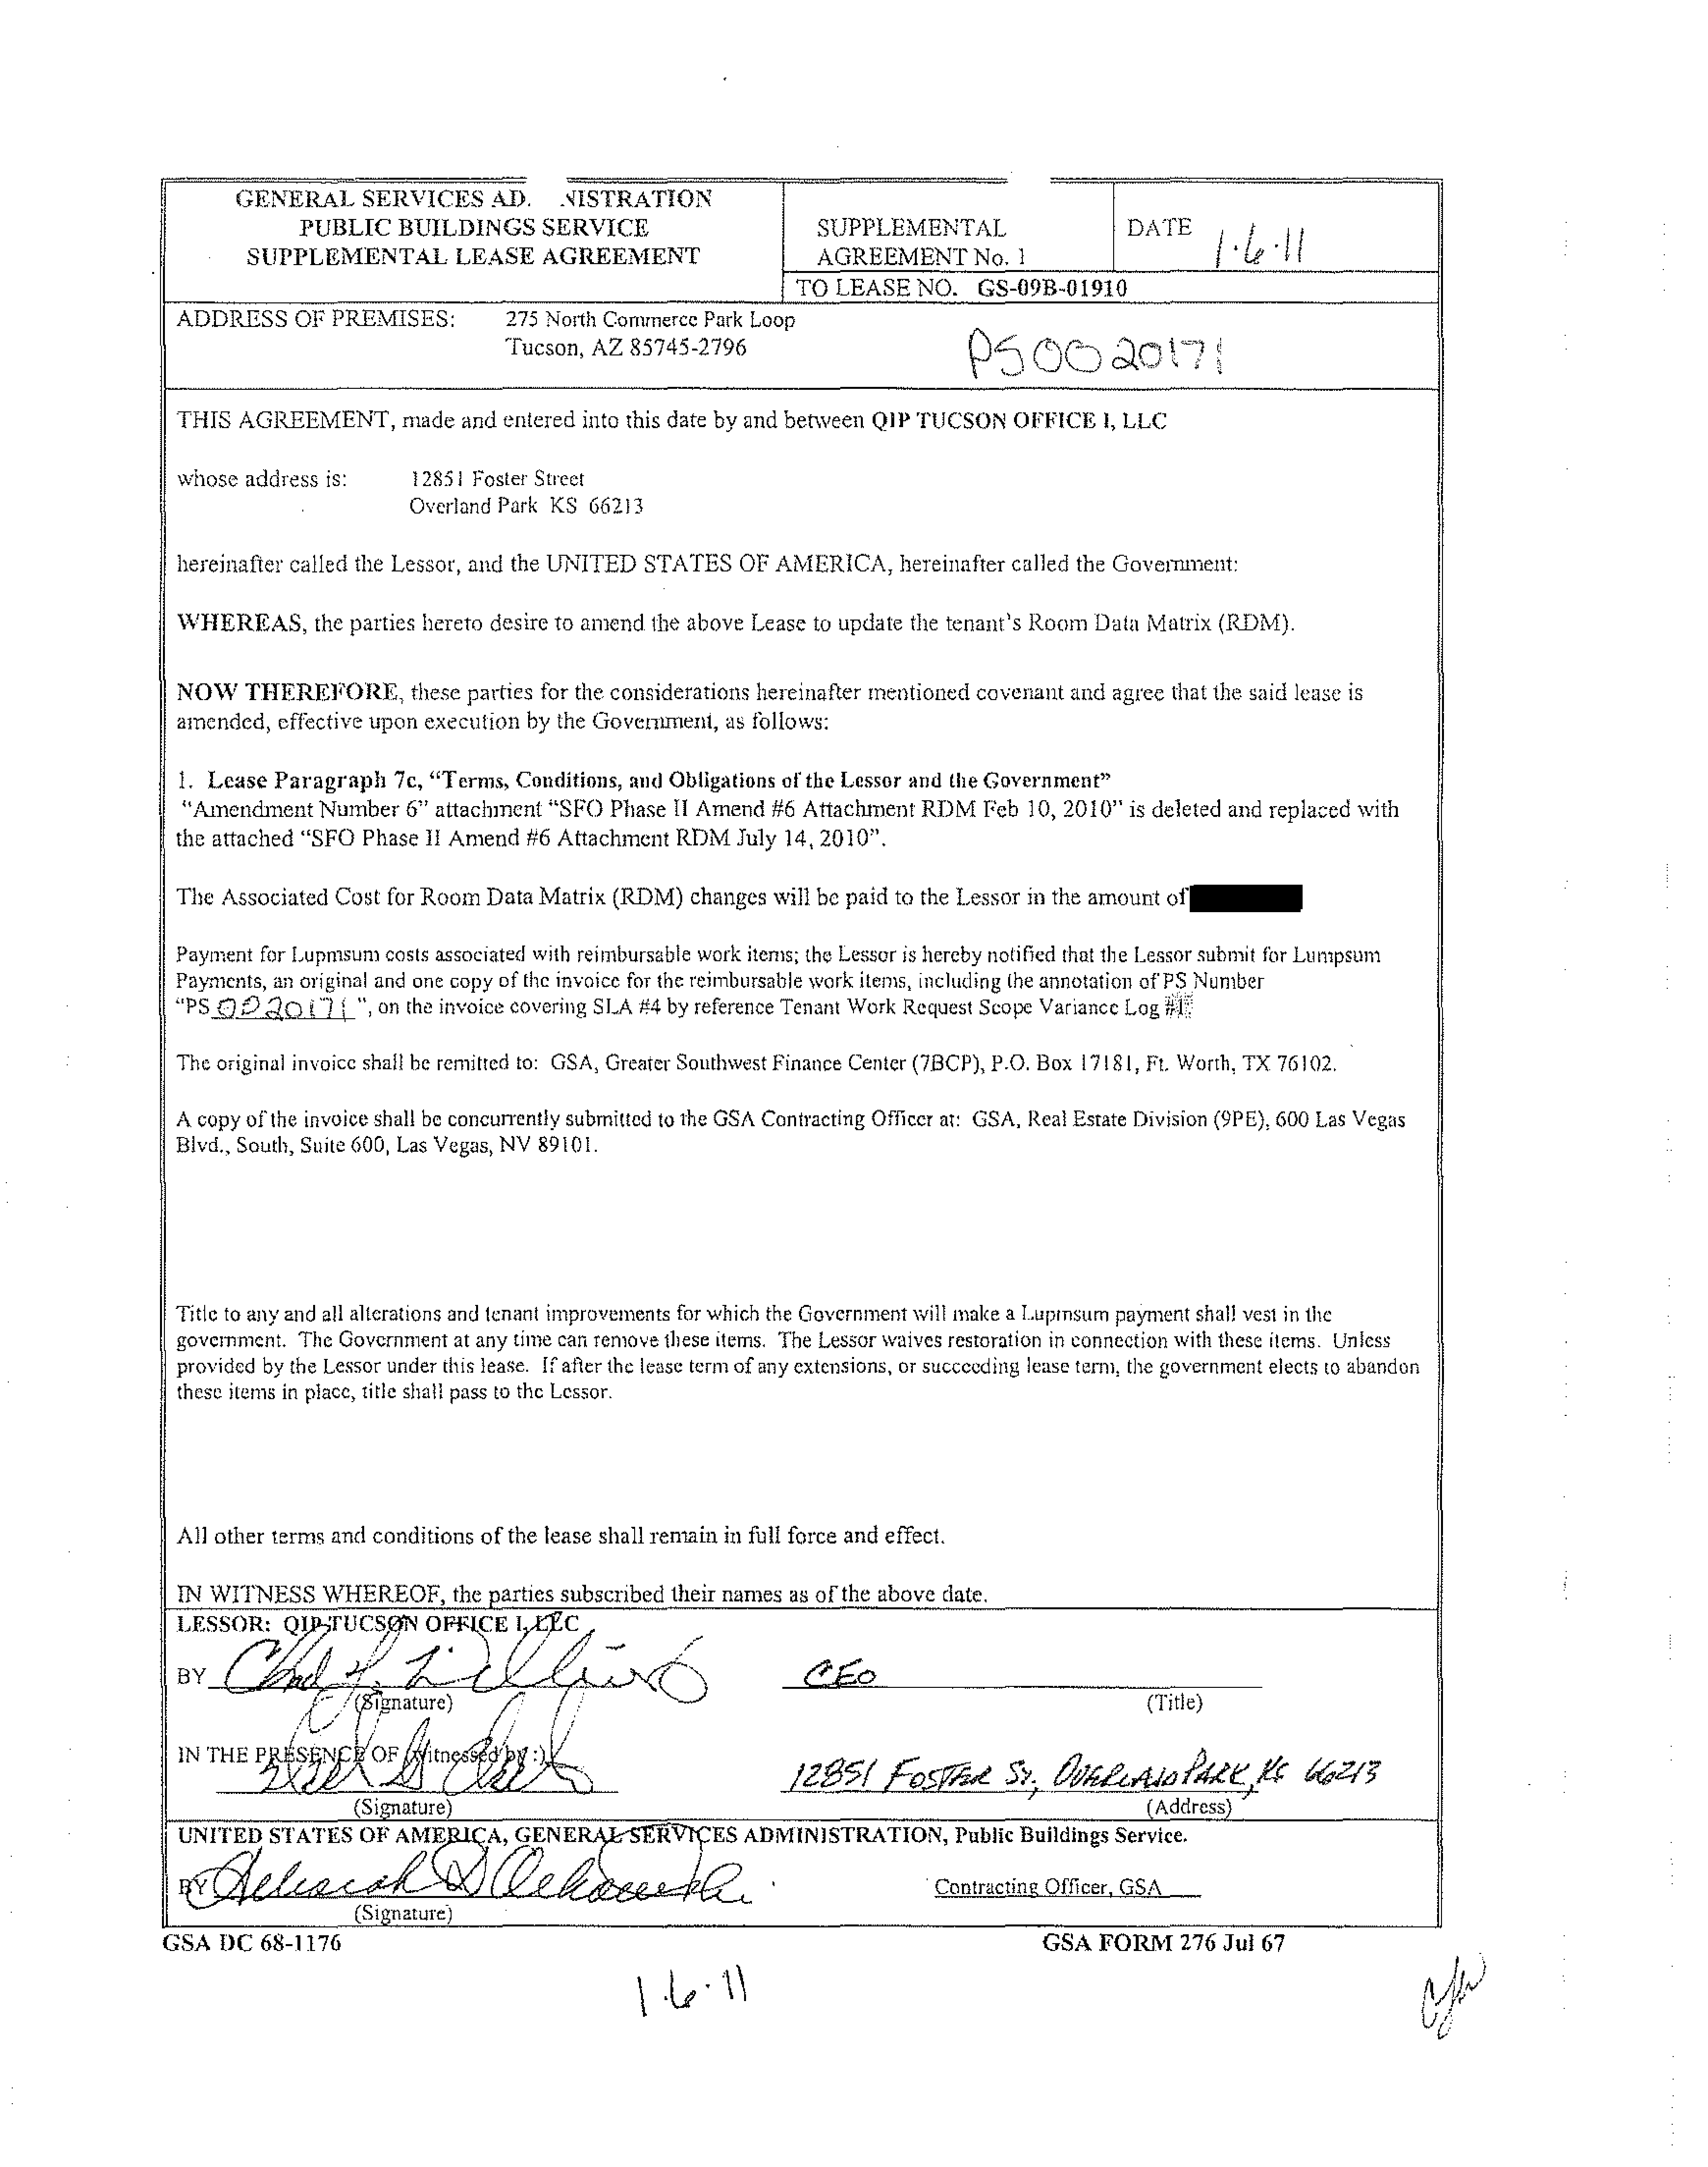 GENERAL SERVICES AD. NISTRATION
PUBLIC BUILDINGS SERVICE
SUPPLEMENTAL LEASE AGREEMENT
SUPPLEMENTAL
AGREEMENT No. 1
DATE 1.6.11
TO LEASE NO. GS-09B-01910
ADDRESS OF PREMISES: 275 North Commerce Park Loop
Tucson, AZ 85745-2796
PS0020171
THIS AGREEMENT, made and entered into this date by and between QIP TUCSON OFFICE I, LLC
whose address is: 12851 Foster Street
Overland Park KS 66213
hereinafter called the Lessor, and the UNITED STATES OF AMERICA, hereinafter called the Government:
WHEREAS, the parties hereto desire to amend the above Lease to update the tenant's Room Data Matrix (RDM).
NOW THEREFORE, these parties for the considerations hereinafter mentioned covenant and agree that the said lease is
amended, effective upon execution by the Government, as follows:
1. Lease Paragraph 7c, “Terms, Conditions, and Obligations of the Lessor and the Government”
“Amendment Number 6” attachment “SFO Phase II Amend #6 Attachment RDM Feb 10, 2010” is deleted and replaced with
the attached “SFO Phase II Amend #6 Attachment RDM July 14, 2010”.
The Associated Cost for Room Data Matrix (RDM) changes will be paid to the Lessor in the amount of
Payment for Lupmsum costs associated with reimbursable work items; the Lessor is hereby notified that the Lessor submit for Lumpsum
Payments, an original and one copy of the invoice for the reimbursable work items, including the annotation of PS Number
“PS 0020171”, on the invoice covering SLA #4 by reference Tenant Work Request Scope Variance Log #1.
The original invoice shall be remitted to: GSA, Greater Southwest Finance Center (7BCP), P.O. Box 17181, Ft. Worth, TX 76102.
A copy of the invoice shall be concurrently submitted to the GSA Contracting Officer at: GSA, Real Estate Division (9PE), 600 Las Vegas
Blvd., South, Suite 600, Las Vegas, NV 89101.
Title to any and all alterations and tenant improvements for which the Government will make a Lupmsum payment shall vest in the
government. The Government at any time can remove these items. The Lessor waives restoration in connection with these items. Unless
provided by the Lessor under this lease. If after the lease term of any extensions, or succeeding lease term, the government elects to abandon
these items in place, title shall pass to the Lessor.
All other terms and conditions of the lease shall remain in full force and effect.
IN WITNESS WHEREOF, the parties subscribed their names as of the above date.
LESSOR: QIP TUCSON OFFICE I, LLC
BY CEO
(Signature) (Title)
IN THE PRESENCE OF (witnessed by :)
12851 FOSTER ST, OVERLAND PARK, KS 66213
(Signature) (Address)
UNITED STATES OF AMERICA, GENERAL SERVICES ADMINISTRATION, Public Buildings Service.
BY Contracting Officer, GSA
(Signature)
GSA DC 68-1176 GSA FORM 276 Jul 67
1.6.11